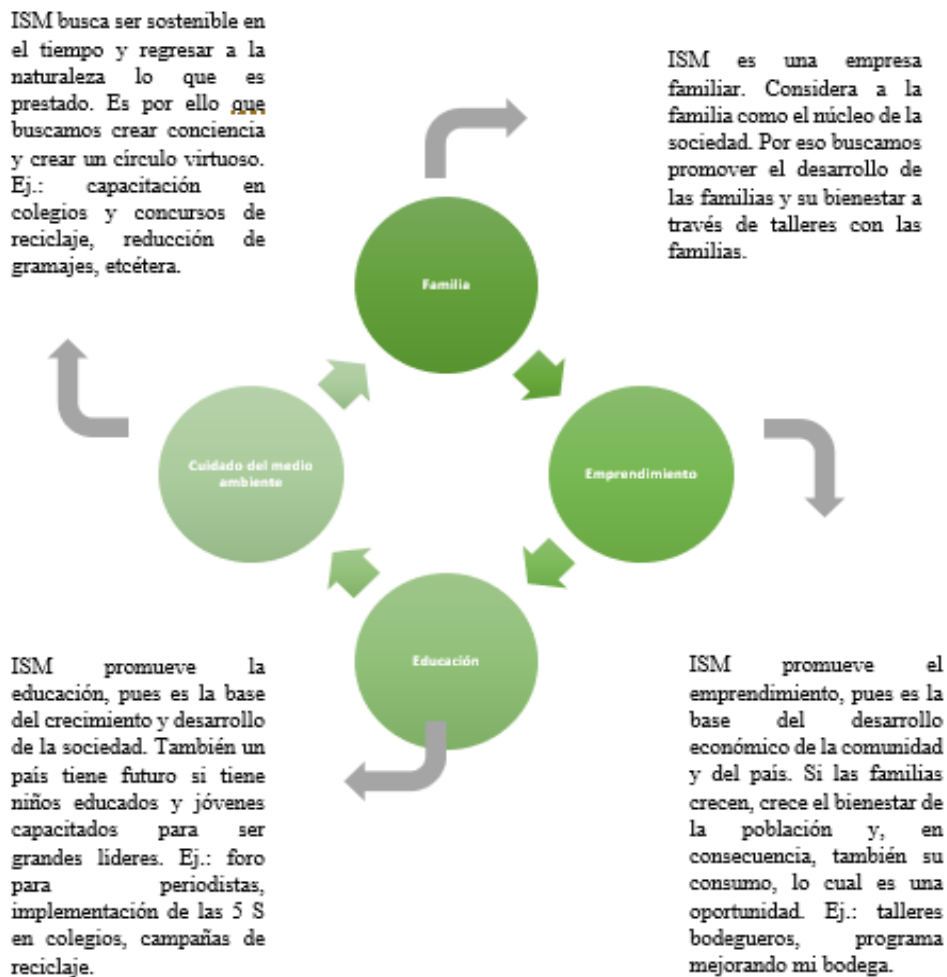 ISM busca ser sostenible en
el tiempo y regresar a la
naturaleza lo que es
prestado. Es por ello que
buscamos crear conciencia
y crear un círculo virtuoso.
Ej.: capacitación en
colegios y concursos de
reciclaje, reducción de
gramajes, etcétera.
ISM es una empresa
familiar. Considera a la
familia como el núcleo de la
sociedad. Por eso buscamos
promover el desarrollo de
las familias y su bienestar a
través de talleres con las
familias.
Familia
Cuidado del medio
ambiente
Emprendimiento
Educación
ISM promueve la
educación, pues es la base
del crecimiento y desarrollo
de la sociedad. También un
país tiene futuro si tiene
niños educados y jóvenes
capacitados para ser
grandes líderes. Ej.: foro
para periodistas,
implementación de las 5 S
en colegios, campañas de
reciclaje.
ISM promueve el
emprendimiento, pues es la
base del desarrollo
económico de la comunidad
y del país. Si las familias
crecen, crece el bienestar de
la población y, en
consecuencia, también su
consumo, lo cual es una
oportunidad. Ej.: talleres
bodegueros, programa
mejorando mi bodega.